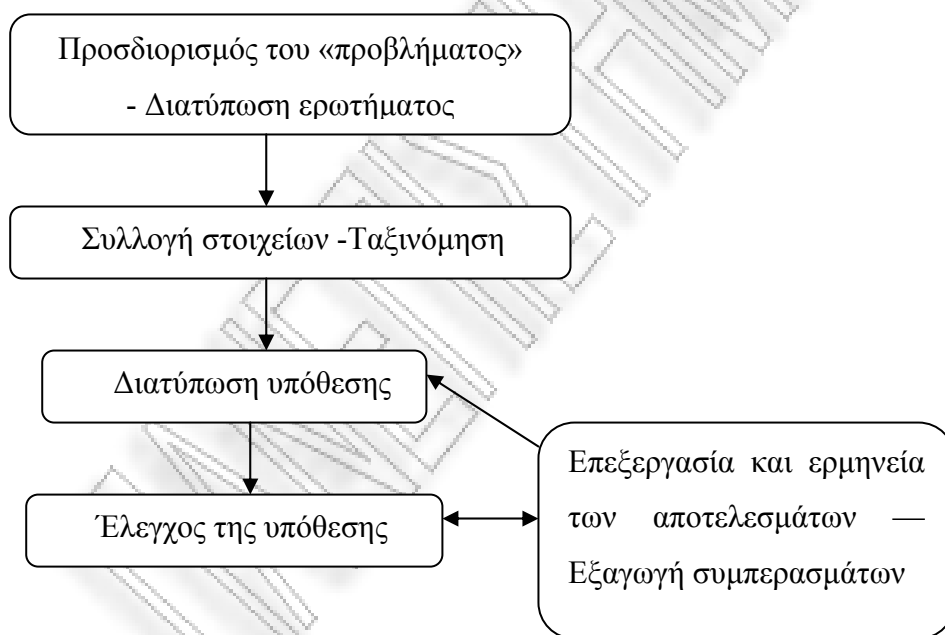 Προσδιορισμός του «προβλήματος»
- Διατύπωση ερωτήματος
Συλλογή στοιχείων -Ταξινόμηση
Διατύπωση υπόθεσης
Έλεγχος της υπόθεσης
Επεξεργασία και ερμηνεία
των αποτελεσμάτων —
Εξαγωγή συμπερασμάτων